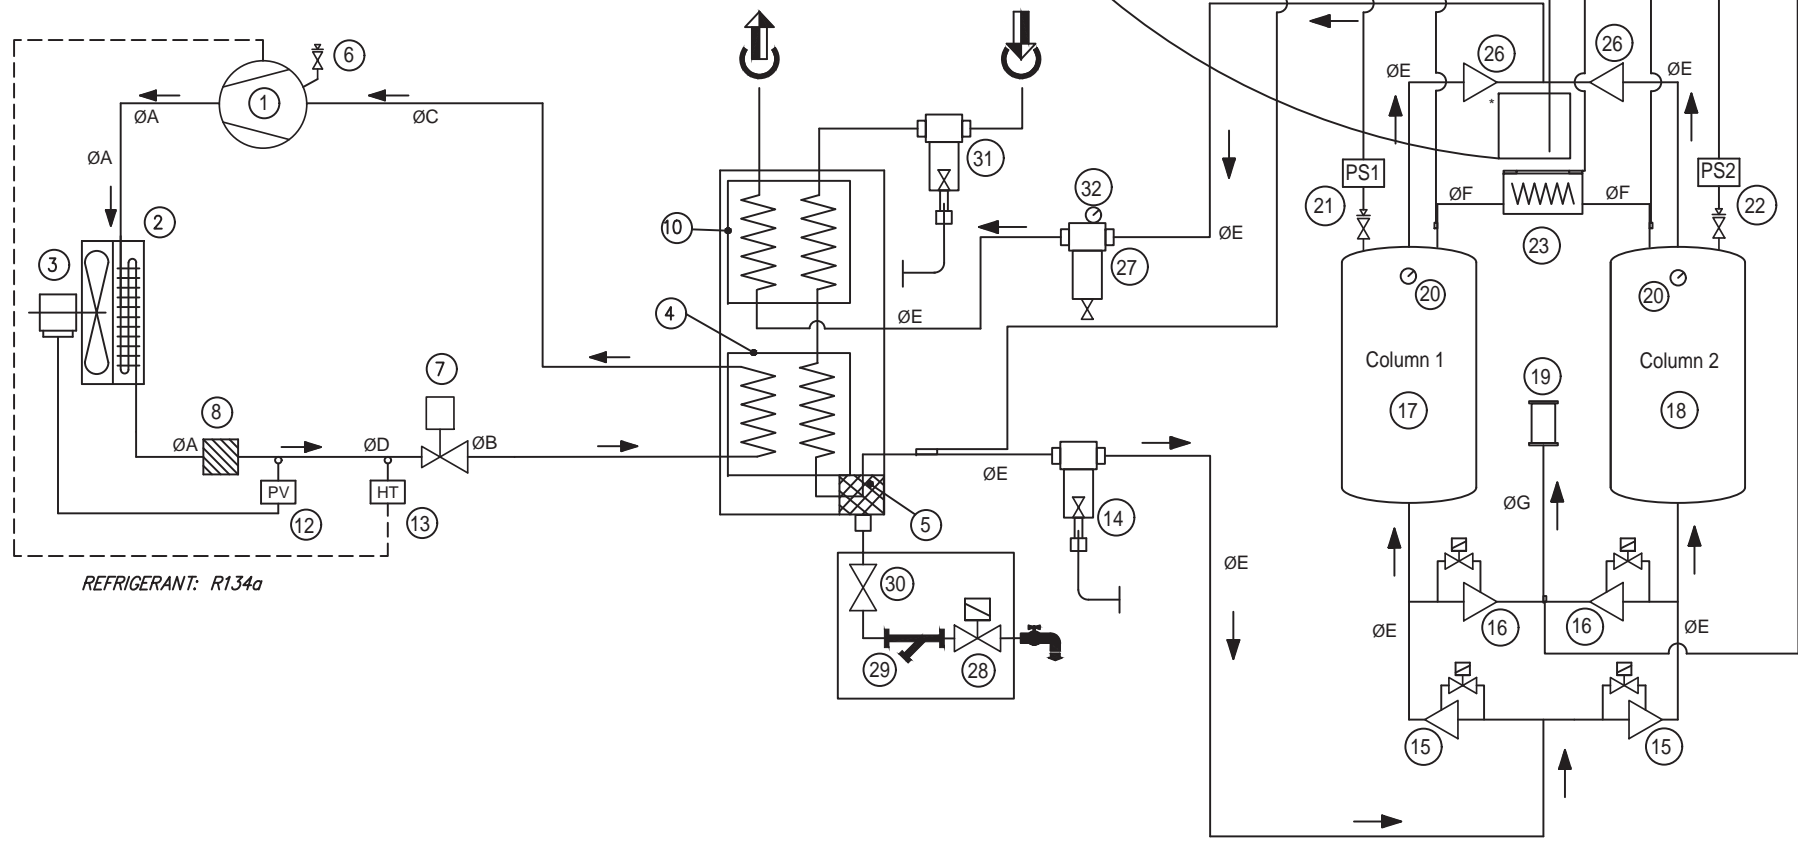 6
26
26
1
ØE
ØE
*
ØA
ØC
31
ØA
PS1
PS2
32
2
ØF
ØF
21
22
10
ØE
23
3
27
20
20
4
ØE
Column 1
Column 2
7
19
8
17
18
ØA
ØD
ØB
ØE
PV
HT
ØG
12
13
5
14
REFRIGERANT: R134a
30
ØE
16
16
ØE
ØE
29
28
15
15